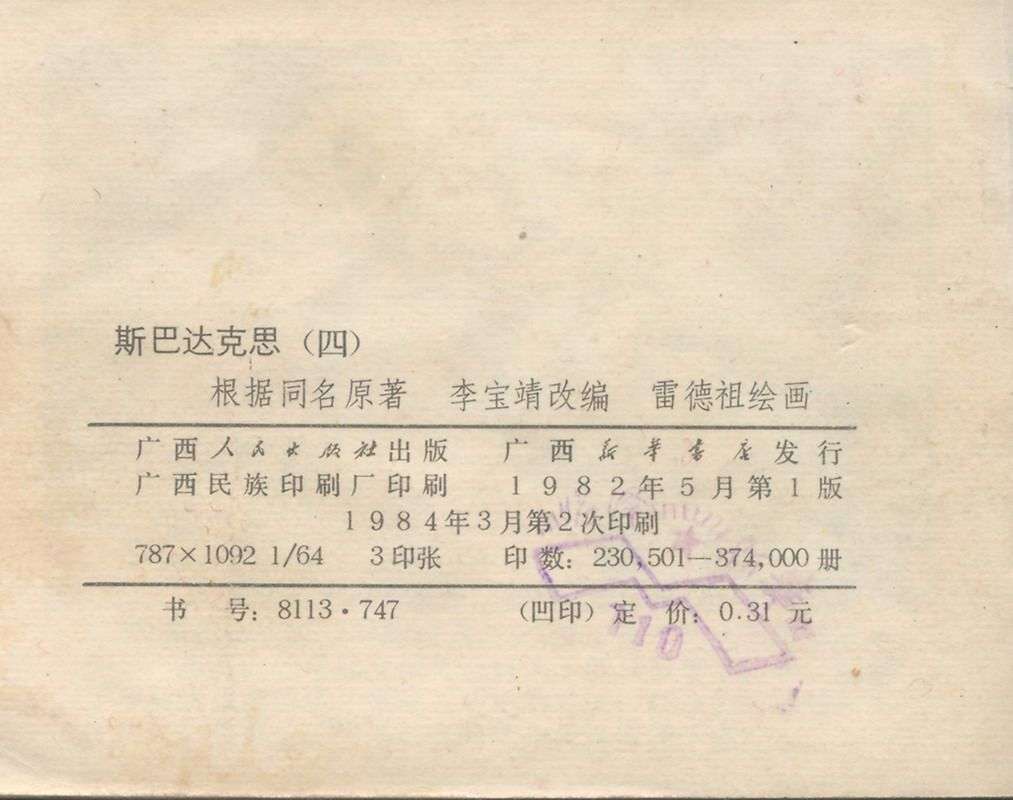 斯巴达克思（四）
根据同名原著 李宝靖改编 雷德祖绘画
广西人民出版社出版 广西新华书店发行
广西民族印刷厂印刷 1982年5月第1版
1984年3月第2次印刷
787×1092 1/64 3印张 印数：230,501—374,000册
书 号：8113·747 （凹印）定 价：0.31 元
110